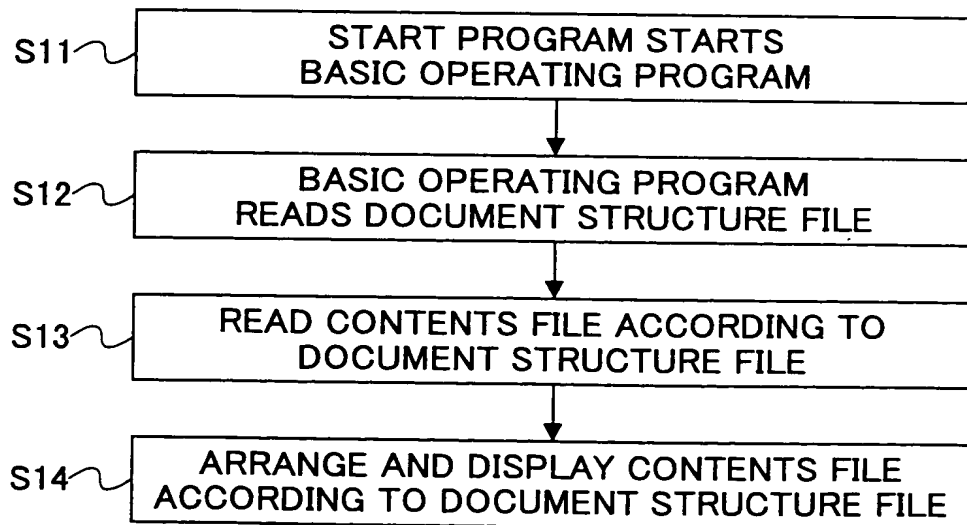 S11
START PROGRAM STARTS
BASIC OPERATING PROGRAM
S12
BASIC OPERATING PROGRAM
READS DOCUMENT STRUCTURE FILE
S13
READ CONTENTS FILE ACCORDING TO
DOCUMENT STRUCTURE FILE
S14
ARRANGE AND DISPLAY CONTENTS FILE
ACCORDING TO DOCUMENT STRUCTURE FILE